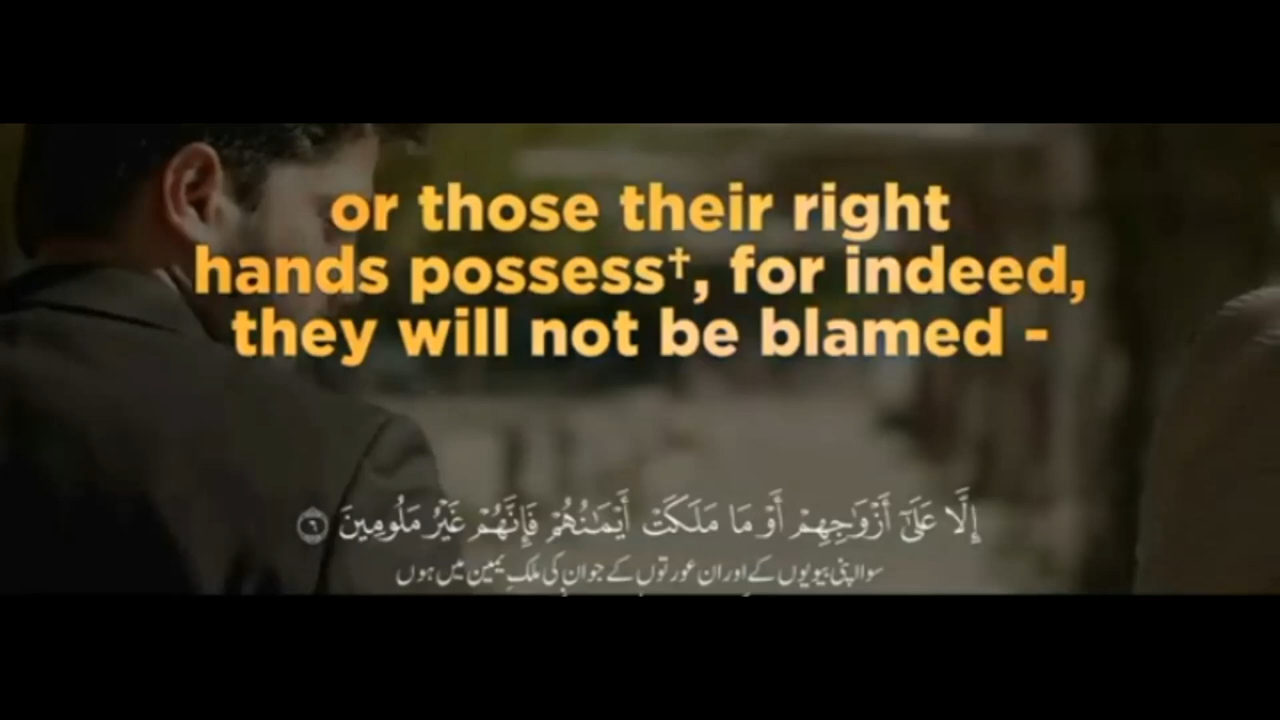 or those their right
hands possess†, for indeed,
they will not be blamed -
إِلَّا عَلَىٰٓ أَزْوَٰجِهِمْ أَوْ مَا مَلَكَتْ أَيْمَـٰنُهُمْ فَإِنَّهُمْ غَيْرُ مَلُومِينَ ٦
سوا اپنی بیویوں کے اور ان عورتوں کے جو ان کی ملکِ یمین میں ہوں